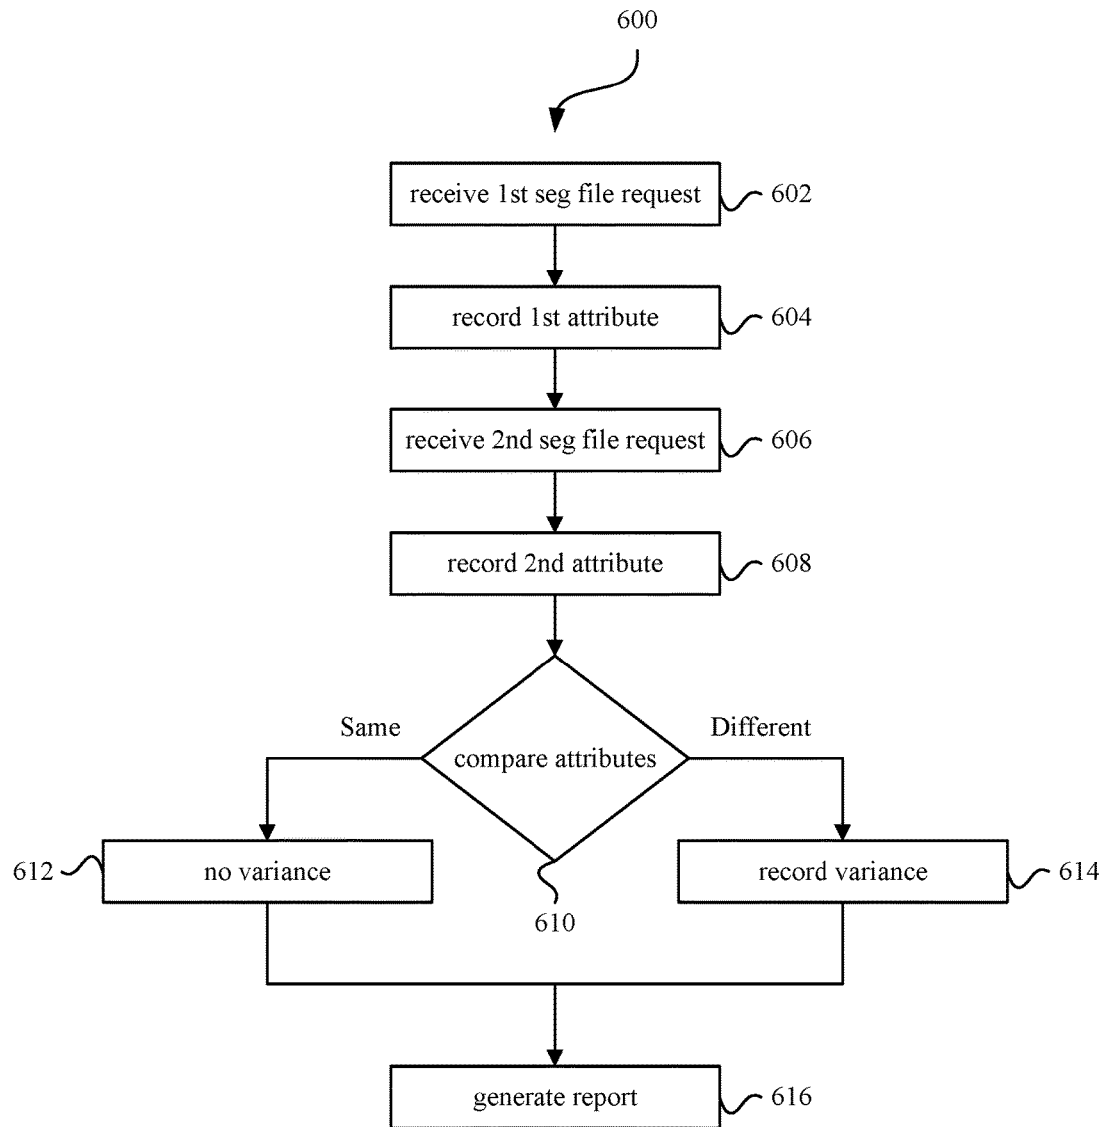 600
receive 1st seg file request
602
record 1st attribute
604
receive 2nd seg file request
606
record 2nd attribute
608
Same
Different
compare attributes
612
no variance
record variance
614
610
generate report
616